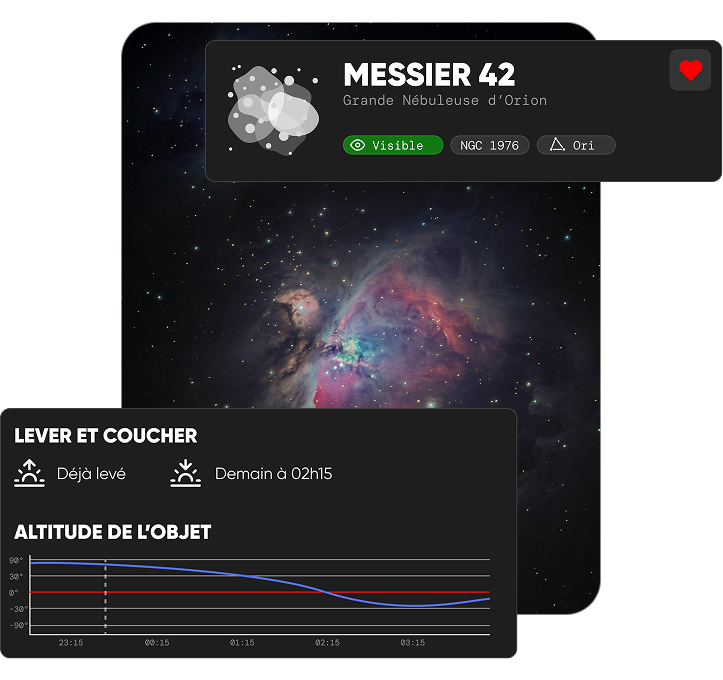 MESSIER 42
Grande Nébuleuse d'Orion
Visible
NGC 1976
Ori
LEVER ET COUCHER
Déjà levé
Demain à 02h15
ALTITUDE DE L'OBJET
90°
30°
0°
-30°
-90°
23:15 00:15 01:15 02:15 03:15